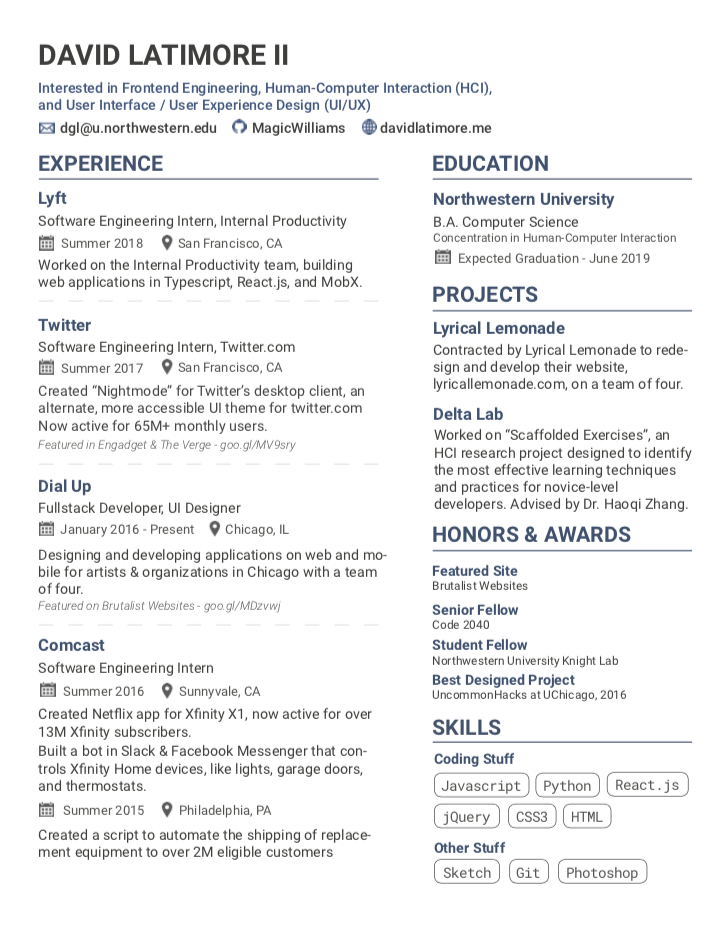 DAVID LATIMORE II
Interested in Frontend Engineering, Human-Computer Interaction (HCI),
and User Interface / User Experience Design (UI/UX)
dgl@u.northwestern.edu MagicWilliams davidlatimore.me
EXPERIENCE
Lyft
Software Engineering Intern, Internal Productivity
Summer 2018 San Francisco, CA
Worked on the Internal Productivity team, building
web applications in Typescript, React.js, and MobX.
Twitter
Software Engineering Intern, Twitter.com
Summer 2017 San Francisco, CA
Created “Nightmode” for Twitter’s desktop client, an
alternate, more accessible UI theme for twitter.com
Now active for 65M+ monthly users.
Featured in Engadget & The Verge - goo.gl/MV9sry
Dial Up
Fullstack Developer, UI Designer
January 2016 - Present Chicago, IL
Designing and developing applications on web and mo-
bile for artists & organizations in Chicago with a team
of four.
Featured on Brutalist Websites - goo.gl/MDzvwj
Comcast
Software Engineering Intern
Summer 2016 Sunnyvale, CA
Created Netflix app for Xfinity X1, now active for over
13M Xfinity subscribers.
Built a bot in Slack & Facebook Messenger that con-
trols Xfinity Home devices, like lights, garage doors,
and thermostats.
Summer 2015 Philadelphia, PA
Created a script to automate the shipping of replace-
ment equipment to over 2M eligible customers
EDUCATION
Northwestern University
B.A. Computer Science
Concentration in Human-Computer Interaction
Expected Graduation - June 2019
PROJECTS
Lyrical Lemonade
Contracted by Lyrical Lemonade to rede-
sign and develop their website,
lyricallemonade.com, on a team of four.
Delta Lab
Worked on “Scaffolded Exercises”, an
HCI research project designed to identify
the most effective learning techniques
and practices for novice-level
developers. Advised by Dr. Haoqi Zhang.
HONORS & AWARDS
Featured Site
Brutalist Websites
Senior Fellow
Code 2040
Student Fellow
Northwestern University Knight Lab
Best Designed Project
UncommonHacks at UChicago, 2016
SKILLS
Coding Stuff
Javascript Python React.js
jQuery CSS3 HTML
Other Stuff
Sketch Git Photoshop